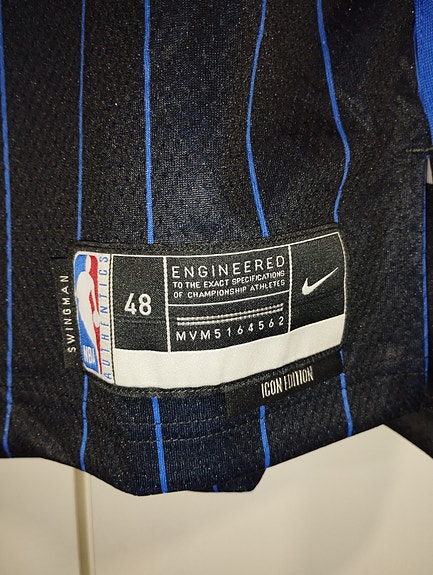 SWINGMAN
NBA
AUTHENTICS
48
ENGINEERED
TO THE EXACT SPECIFICATIONS
OF CHAMPIONSHIP ATHLETES
MVM5164562
ICON EDITION